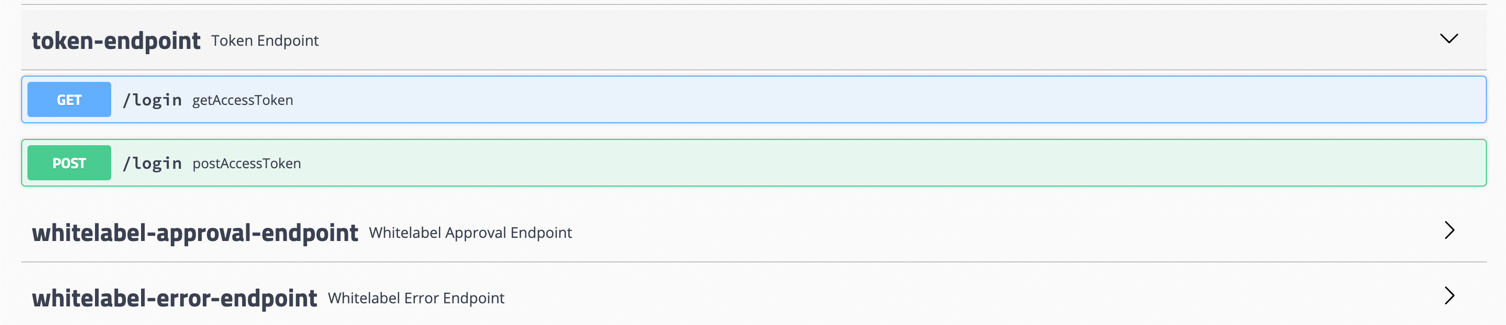 token-endpoint Token Endpoint
GET /login getAccessToken
POST /login postAccessToken
whitelabel-approval-endpoint Whitelabel Approval Endpoint
whitelabel-error-endpoint Whitelabel Error Endpoint